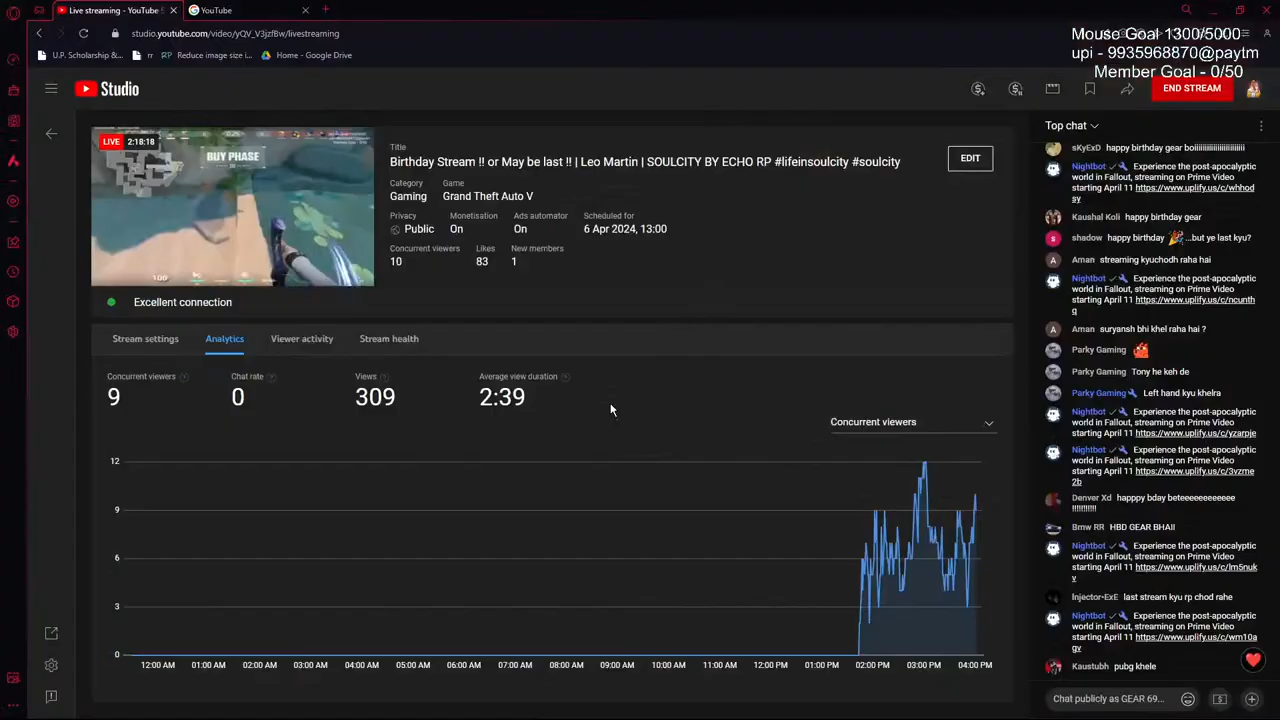 Live streaming - YouTube S
YouTube
studio.youtube.com/video/yQV_V3jzfBw/livestreaming
U.P. Scholarship &...
rr
Reduce image size i...
Home - Google Drive
Mouse Goal 1300/5000
upi - 9935968870@paytm
Member Goal - 0/50
Studio
END STREAM
LIVE 2:18:18
BUY PHASE
100
Title
Birthday Stream !! or May be last !! | Leo Martin | SOULCITY BY ECHO RP #lifeinsoulcity #soulcity
EDIT
Category Game
Gaming Grand Theft Auto V
Privacy Monetisation Ads automator Scheduled for
Public On On 6 Apr 2024, 13:00
Concurrent viewers Likes New members
10 83 1
Excellent connection
Stream settings Analytics Viewer activity Stream health
Concurrent viewers Chat rate Views Average view duration
9 0 309 2:39
Concurrent viewers
12
9
6
3
0
12:00 AM 01:00 AM 02:00 AM 03:00 AM 04:00 AM 05:00 AM 06:00 AM 07:00 AM 08:00 AM 09:00 AM 10:00 AM 11:00 AM 12:00 PM 01:00 PM 02:00 PM 03:00 PM 04:00 PM
Top chat
sKyExD happy birthday gear boiiiiiiiiiiiiiiiiiiiii
Nightbot Experience the post-apocalyptic
world in Fallout, streaming on Prime Video
starting April 11 https://www.uplify.us/c/whhod
sy
Kaushal Koli happy birthday gear
shadow happy birthday ...but ye last kyu?
Aman streaming kyuchodh raha hai
Nightbot Experience the post-apocalyptic
world in Fallout, streaming on Prime Video
starting April 11 https://www.uplify.us/c/ncunth
g
Aman suryansh bhi khel raha hai ?
Parky Gaming
Parky Gaming Tony he keh de
Parky Gaming Left hand kyu khelra
Nightbot Experience the post-apocalyptic
world in Fallout, streaming on Prime Video
starting April 11 https://www.uplify.us/c/yzarpje
Nightbot Experience the post-apocalyptic
world in Fallout, streaming on Prime Video
starting April 11 https://www.uplify.us/c/3vzme
2b
Denver Xd happpy bday beteeeeeeeeeee
!!!!!!!!!!!
Bmw RR HBD GEAR BHAI!
Nightbot Experience the post-apocalyptic
world in Fallout, streaming on Prime Video
starting April 11 https://www.uplify.us/c/lm5nuk
v
Injector-ExE last stream kyu rp chod rahe
Nightbot Experience the post-apocalyptic
world in Fallout, streaming on Prime Video
starting April 11 https://www.uplify.us/c/wm10a
gy
Kaustubh pubg khele
Chat publicly as GEAR 69...